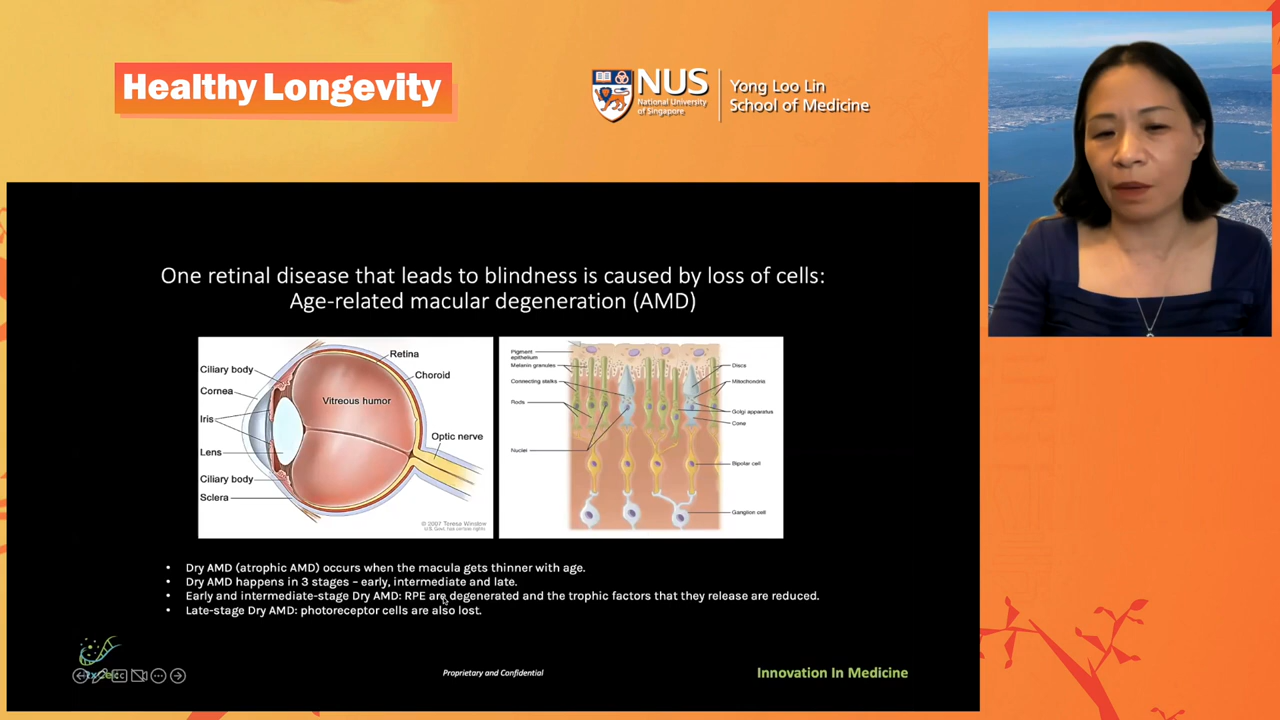 Healthy Longevity
NUS
National University
of Singapore
Yong Loo Lin
School of Medicine
One retinal disease that leads to blindness is caused by loss of cells:
Age-related macular degeneration (AMD)
Ciliary body
Cornea
Iris
Lens
Ciliary body
Sclera
Vitreous humor
Retina
Choroid
Optic nerve
© 2007 Terese Winslow
U.S. Govt. has certain rights
Pigment
epithelium
Melanin granules
Connecting stalks
Rods
Nuclei
Discs
Mitochondria
Golgi apparatus
Cone
Bipolar cell
Ganglion cell
• Dry AMD (atrophic AMD) occurs when the macula gets thinner with age.
• Dry AMD happens in 3 stages – early, intermediate and late.
• Early and intermediate-stage Dry AMD: RPE are degenerated and the trophic factors that they release are reduced.
• Late-stage Dry AMD: photoreceptor cells are also lost.
Proprietary and Confidential
Innovation In Medicine